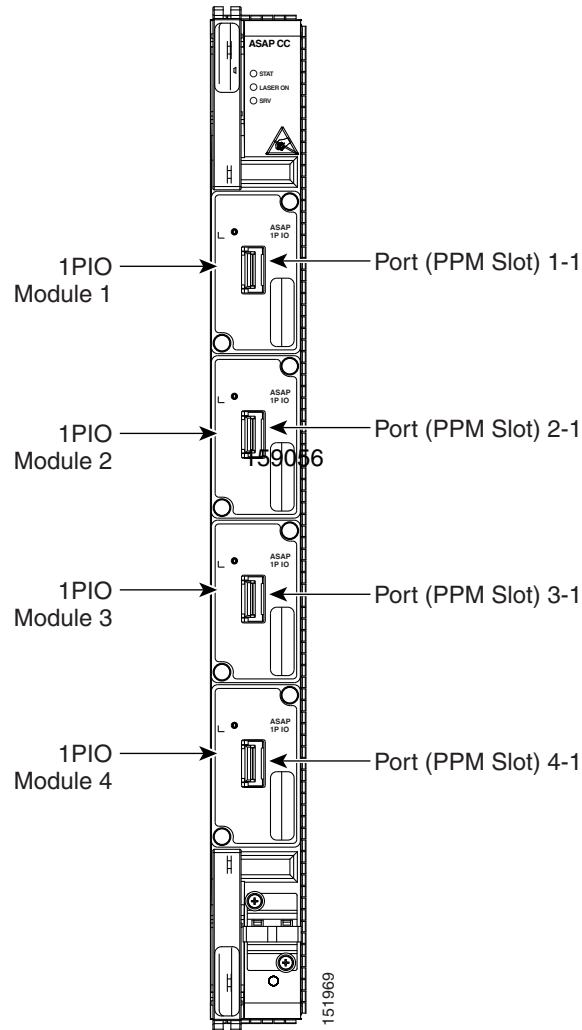 ASAP CC
STAT
LASER ON
SRV
ASAP
1P IO
1PIO
Module 1
Port (PPM Slot) 1-1
ASAP
1P IO
1PIO
Module 2
Port (PPM Slot) 2-1
159056
ASAP
1P IO
1PIO
Module 3
Port (PPM Slot) 3-1
ASAP
1P IO
1PIO
Module 4
Port (PPM Slot) 4-1
151969